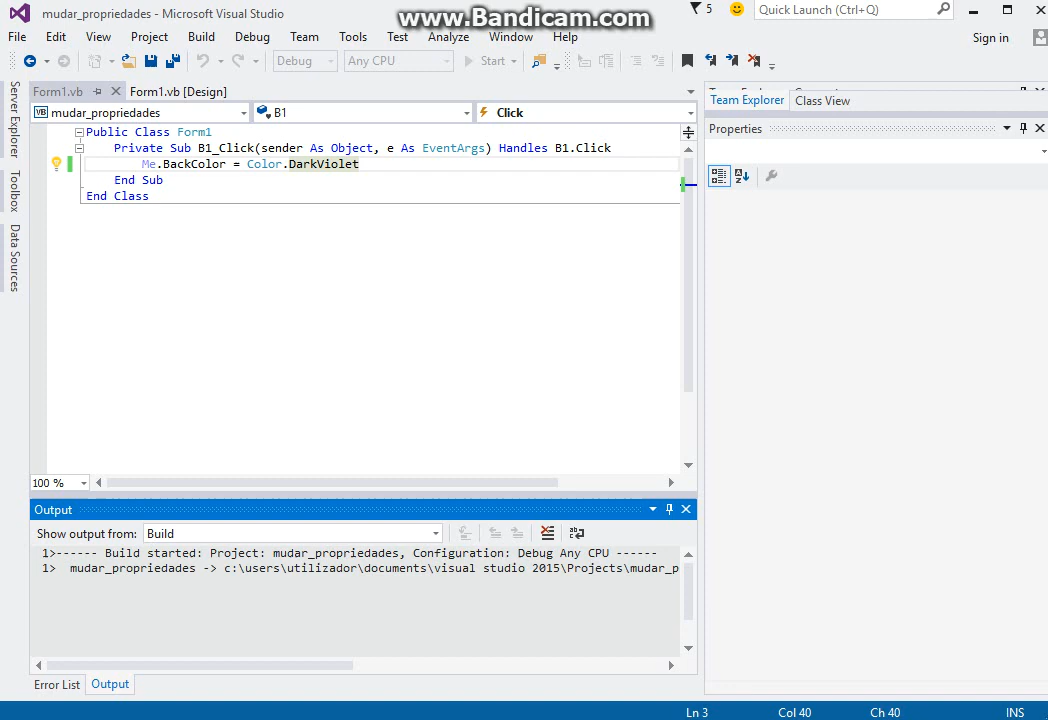 mudar_propriedades - Microsoft Visual Studio
www.Bandicam.com
5
Quick Launch (Ctrl+Q)
File Edit View Project Build Debug Team Tools Test Analyze Window Help
Sign in
Debug Any CPU Start
Form1.vb Form1.vb [Design]
VB mudar_propriedades B1 Click
Public Class Form1
Private Sub B1_Click(sender As Object, e As EventArgs) Handles B1.Click
Me.BackColor = Color.DarkViolet
End Sub
End Class
Server Explorer
Toolbox
Data Sources
100 %
Team Explorer Class View
Properties
Output
Show output from: Build
1>------ Build started: Project: mudar_propriedades, Configuration: Debug Any CPU ------
1> mudar_propriedades -> c:\users\utilizador\documents\visual studio 2015\Projects\mudar_p
Error List Output
Ln 3 Col 40 Ch 40 INS